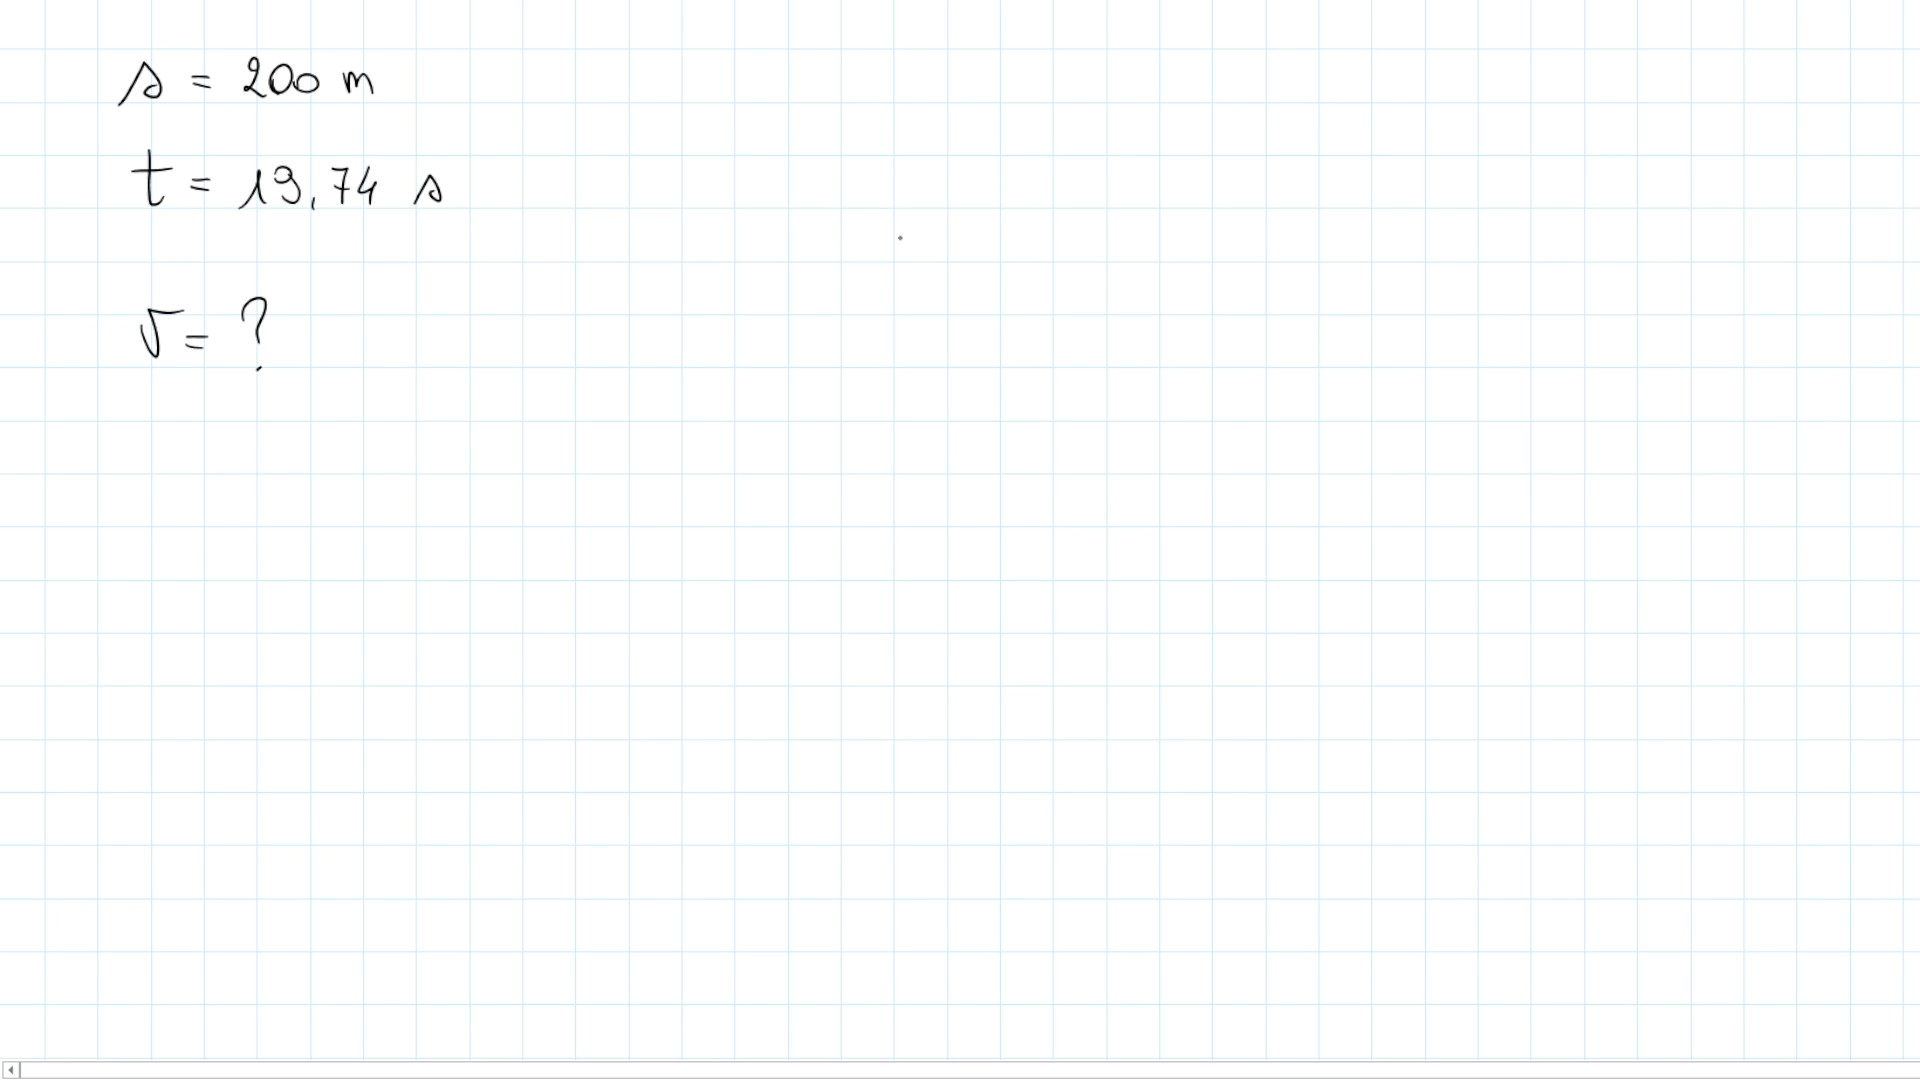 s = 200 m
t = 19,74 s
v = ?